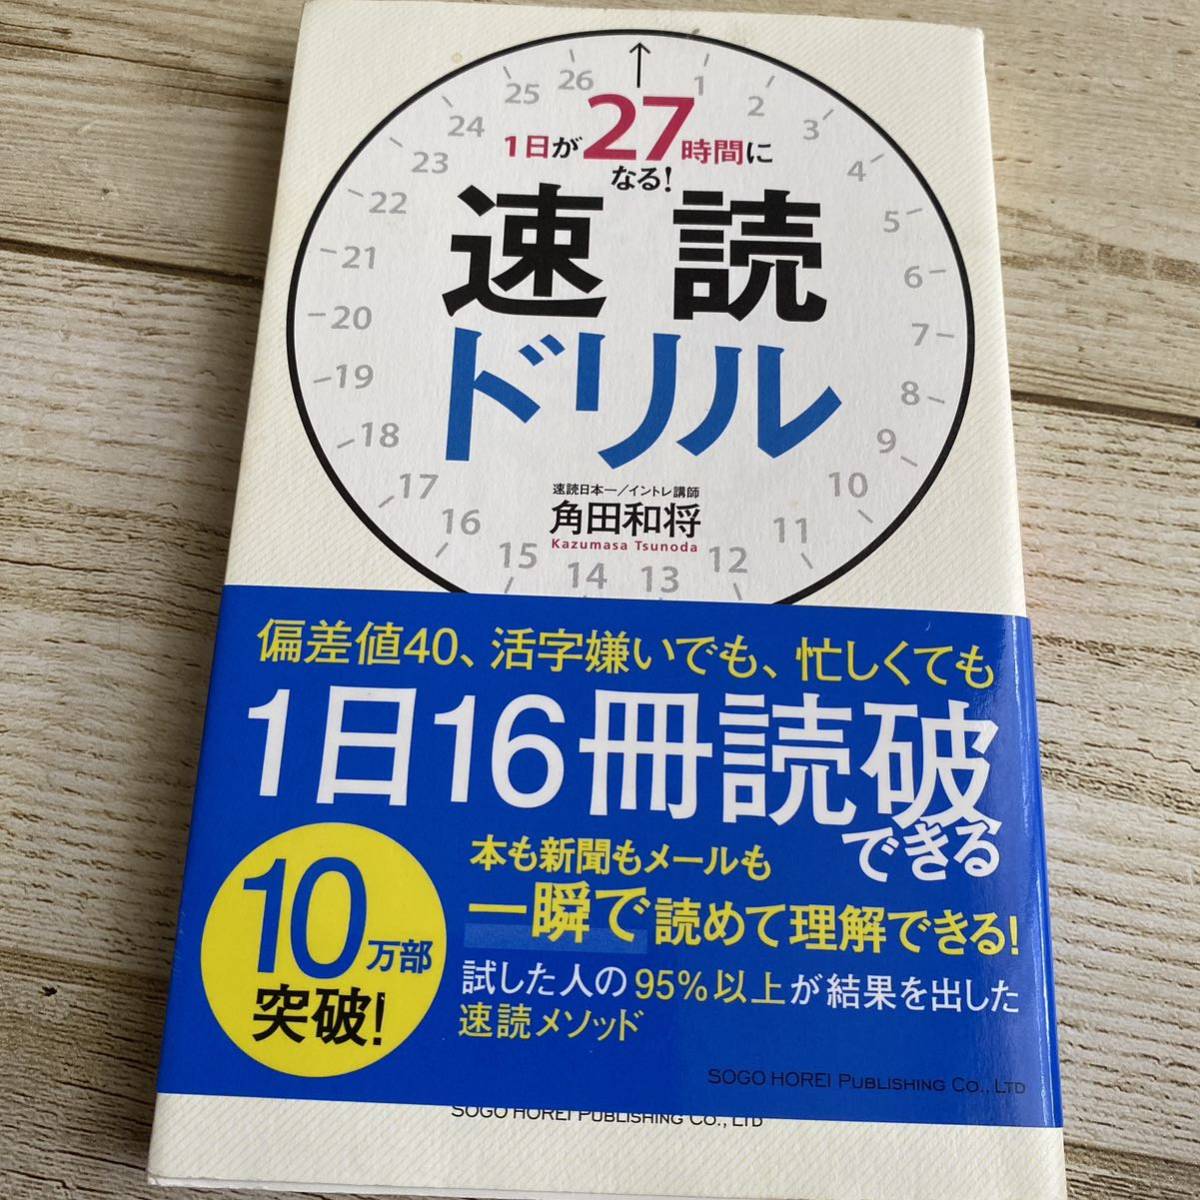 1日が27時間に
なる!
速読
ドリル
速読日本一/イントレ講師
角田和将
Kazumasa Tsunoda
1
2
3
4
5
6
7
8
9
10
11
12
13
14
15
16
17
18
19
20
21
22
23
24
25
26
偏差値40、活字嫌いでも、忙しくても
1日16冊読破
できる
10万部
突破!
本も新聞もメールも
一瞬で読めて理解できる!
試した人の95%以上が結果を出した
速読メソッド
SOGO HOREI PUBLISHING CO., LTD
SOGO HOREI PUBLISHING CO., LTD